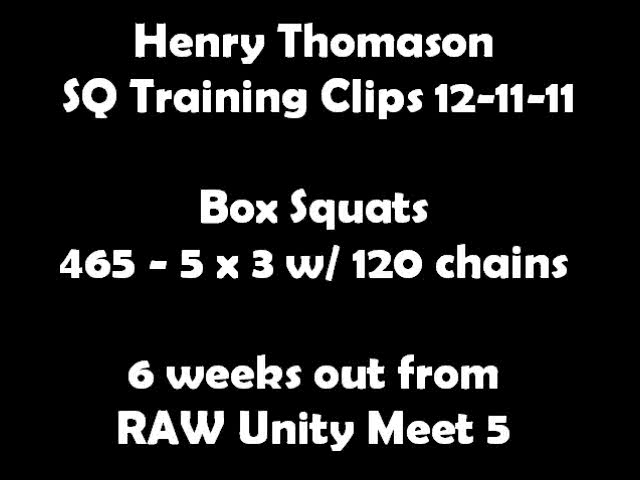 Henry Thomason
SQ Training Clips 12-11-11
Box Squats
465 - 5 x 3 w/ 120 chains
6 weeks out from
RAW Unity Meet 5